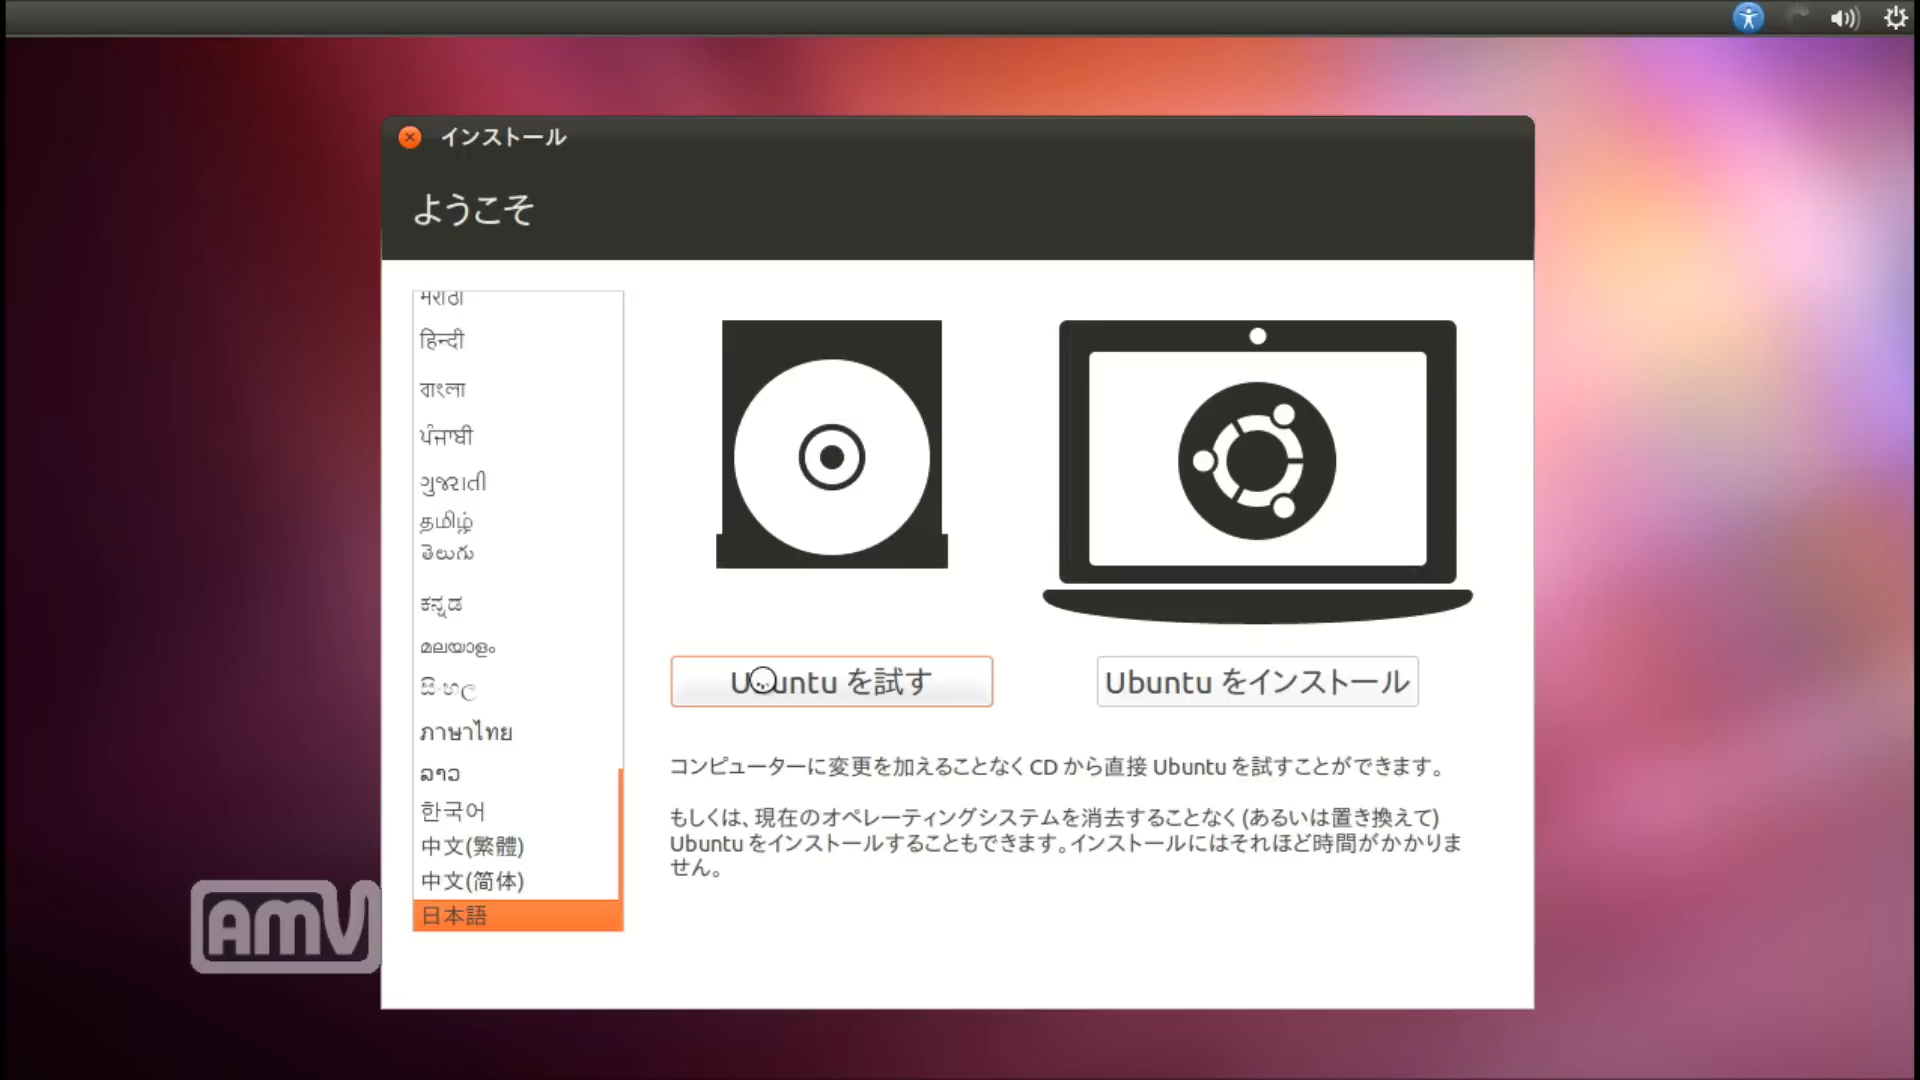 インストール
ようこそ
मराठी
हिन्दी
বাংলা
ਪੰਜਾਬੀ
ગુજરાતી
தமிழ்
తెలుగు
ಕನ್ನಡ
മലയാളം
සිංහල
ภาษาไทย
ລາວ
한국어
中文(繁體)
中文(简体)
日本語
Ubuntu を試す
Ubuntu をインストール
コンピューターに変更を加えることなく CD から直接 Ubuntu を試すことができます。
もしくは、現在のオペレーティングシステムを消去することなく (あるいは置き換えて)
Ubuntu をインストールすることもできます。インストールにはそれほど時間がかかりま
せん。
AMV